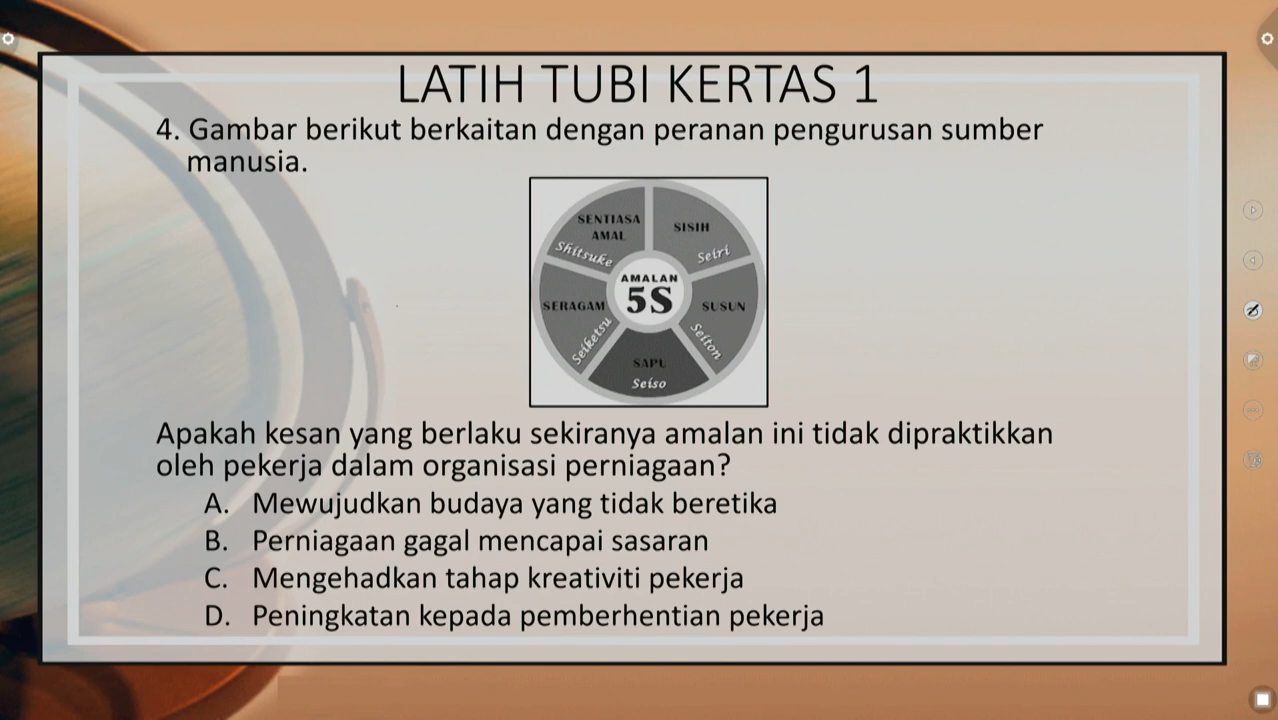 LATIH TUBI KERTAS 1
4. Gambar berikut berkaitan dengan peranan pengurusan sumber
manusia.
SENTIASA
AMAL
Shitsuke
SISIH
Seiri
AMALAN
5S
SERAGAM
Seiketsu
SUSUN
Seiton
SAPU
Seiso
Apakah kesan yang berlaku sekiranya amalan ini tidak dipraktikkan
oleh pekerja dalam organisasi perniagaan?
A. Mewujudkan budaya yang tidak beretika
B. Perniagaan gagal mencapai sasaran
C. Mengehadkan tahap kreativiti pekerja
D. Peningkatan kepada pemberhentian pekerja